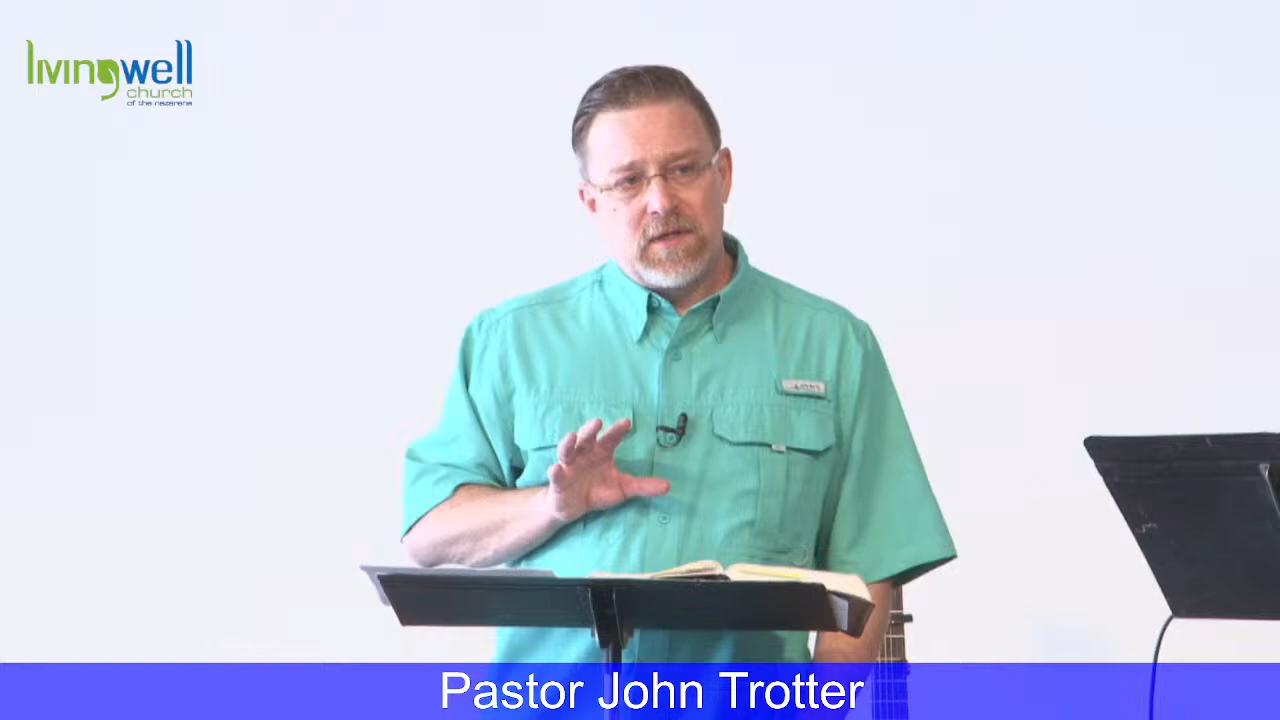 livingwell
church
of the nazarene
Pastor John Trotter